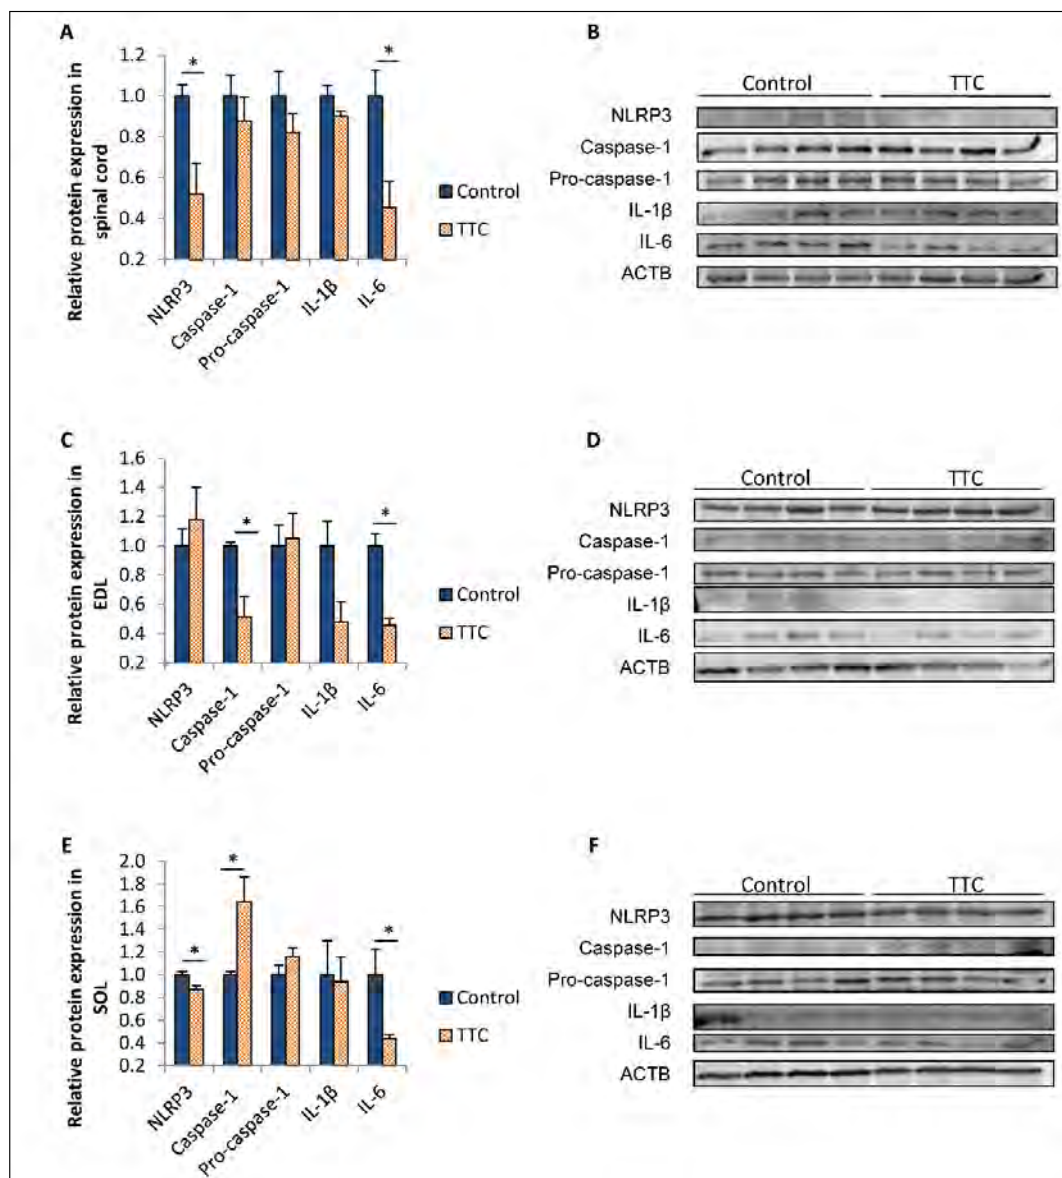 A
Relative protein expression in
spinal cord
1.2
1.0
0.8
0.6
0.4
0.2
*
*
NLRP3
Caspase-1
Pro-caspase-1
IL-1β
IL-6
Control
TTC
B
Control TTC
NLRP3
Caspase-1
Pro-caspase-1
IL-1β
IL-6
ACTB
C
Relative protein expression in
EDL
1.6
1.4
1.2
1.0
0.8
0.6
0.4
0.2
*
*
NLRP3
Caspase-1
Pro-caspase-1
IL-1β
IL-6
Control
TTC
D
Control TTC
NLRP3
Caspase-1
Pro-caspase-1
IL-1β
IL-6
ACTB
E
Relative protein expression in
SOL
2.0
1.8
1.6
1.4
1.2
1.0
0.8
0.6
0.4
0.2
*
*
*
NLRP3
Caspase-1
Pro-caspase-1
IL-1β
IL-6
Control
TTC
F
Control TTC
NLRP3
Caspase-1
Pro-caspase-1
IL-1β
IL-6
ACTB